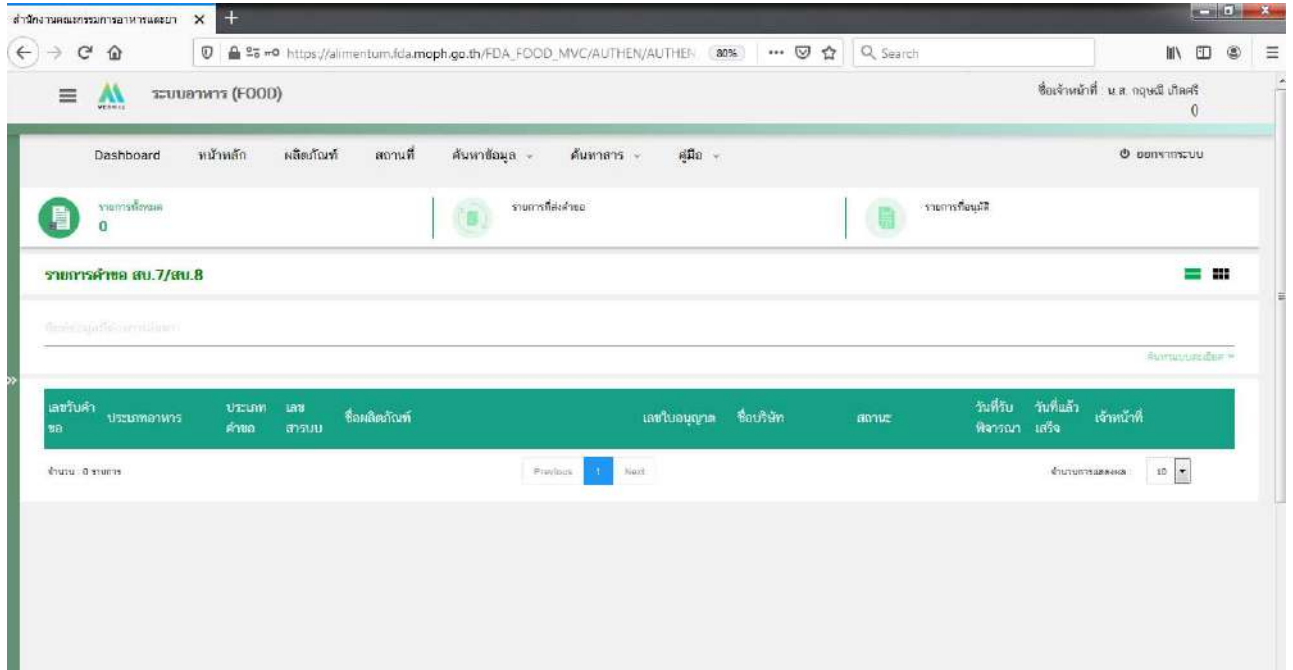 สำนักงานคณะกรรมการอาหารและยา
https://alimentum.fda.moph.go.th/FDA_FOOD_MVC/AUTHEN/AUTHEN 80% Search
ระบบอาหาร (FOOD) ชื่อเจ้าหน้าที่ น.ส. กฤษณี เกิดศรี
()
Dashboard หน้าหลัก ผลิตภัณฑ์ สถานที่ ค้นหาข้อมูล ค้นหาสาร คู่มือ ออกจากระบบ
รายการทั้งหมด รายการที่ส่งคำขอ รายการที่อนุมัติ
0
รายการคำขอ สบ.7/สบ.8
ค้นหาแบบละเอียด
เลขรับคำขอ ประเภทอาหาร ประเภทคำขอ เลขสารบบ ชื่อผลิตภัณฑ์ เลขใบอนุญาต ชื่อบริษัท สถานะ วันที่รับพิจารณา วันที่แล้วเสร็จ เจ้าหน้าที่
จำนวน : 0 รายการ Previous 1 Next จำนวนการแสดงผล : 10